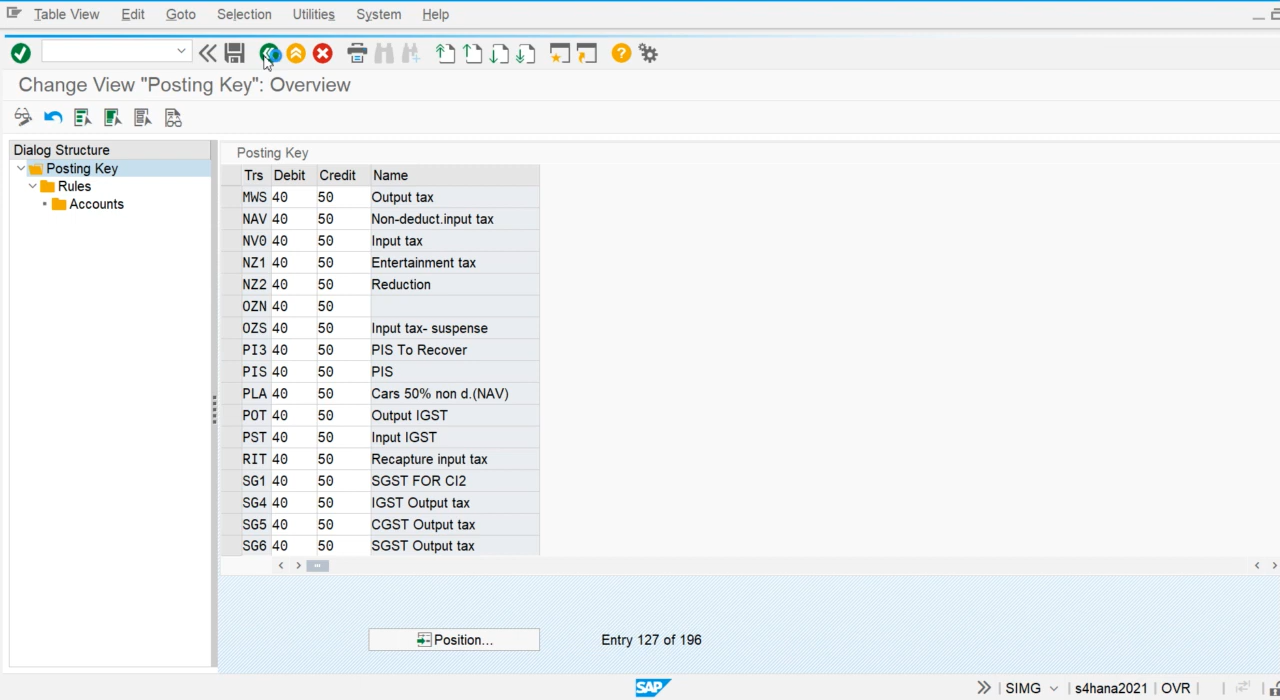 Table View Edit Goto Selection Utilities System Help
Change View "Posting Key": Overview
Dialog Structure
Posting Key
Rules
Accounts
Posting Key
Trs Debit Credit Name
MWS 40 50 Output tax
NAV 40 50 Non-deduct.input tax
NV0 40 50 Input tax
NZ1 40 50 Entertainment tax
NZ2 40 50 Reduction
OZN 40 50
OZS 40 50 Input tax- suspense
PI3 40 50 PIS To Recover
PIS 40 50 PIS
PLA 40 50 Cars 50% non d.(NAV)
POT 40 50 Output IGST
PST 40 50 Input IGST
RIT 40 50 Recapture input tax
SG1 40 50 SGST FOR CI2
SG4 40 50 IGST Output tax
SG5 40 50 CGST Output tax
SG6 40 50 SGST Output tax
Position... Entry 127 of 196
SAP SIMG s4hana2021 OVR